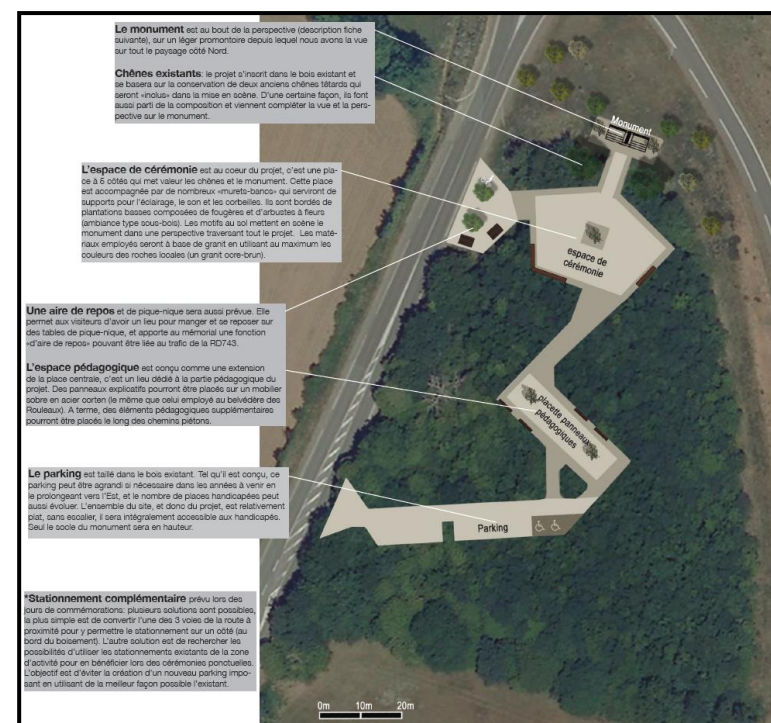 Le monument est au bout de la perspective (description fiche
suivante), sur un léger promontoire depuis lequel nous avons la vue
sur tout le paysage côté Nord.
Chênes existants: le projet s'inscrit dans le bois existant et
se basera sur la conservation de deux anciens chênes têtards qui
seront «inclus» dans la mise en scène. D'une certaine façon, ils font
aussi parti de la composition et viennent compléter la vue et la pers-
pective sur le monument.
L'espace de cérémonie est au coeur du projet, c'est une pla-
ce à 6 côtés qui met valeur les chênes et le monument. Cette place
est accompagnée par de nombreux «murets-bancs» qui serviront de
supports pour l'éclairage, le son et les corbeilles. Ils sont bordés de
plantations basses composées de fougères et d'arbustes à fleurs
(ambiance type sous-bois). Les motifs au sol mettent en scène le
monument dans une perspective traversant tout le projet. Les maté-
riaux employés seront à base de granit en utilisant au maximum les
couleurs des roches locales (un granit ocre-brun).
Une aire de repos et de pique-nique sera aussi prévue. Elle
permet aux visiteurs d'avoir un lieu pour manger et se reposer sur
des tables de pique-nique, et apporte au mémorial une fonction
«d'aire de repos» pouvant être liée au trafic de la RD743.
L'espace pédagogique est conçu comme une extension
de la place centrale, c'est un lieu dédié à la partie pédagogique du
projet. Des panneaux explicatifs pourront être placés sur un mobilier
sobre en acier corten (le même que celui employé au belvédère des
Rouleaux). A terme, des éléments pédagogiques supplémentaires
pourront être placés le long des chemins piétons.
Le parking est taillé dans le bois existant. Tel qu'il est conçu, ce
parking peut être agrandi si nécessaire dans les années à venir en
le prolongeant vers l'Est, et le nombre de places handicapées peut
aussi évoluer. L'ensemble du site, et donc du projet, est relativement
plat, sans escalier, il sera intégralement accessible aux handicapés.
Seul le socle du monument sera en hauteur.
*Stationnement complémentaire prévu lors des
jours de commémorations: plusieurs solutions sont possibles,
la plus simple est de convertir l'une des 3 voies de la route à
proximité pour y permettre le stationnement sur un côté (au
bord du boisement). L'autre solution est de rechercher les
possibilités d'utiliser les stationnements existants de la zone
d'activité pour en bénéficier lors des cérémonies ponctuelles.
L'objectif est d'éviter la création d'un nouveau parking impo-
sant en utilisant de la meilleur façon possible l'existant.
Monument
espace de
cérémonie
placette panneaux
pédagogiques
Parking
0m 10m 20m